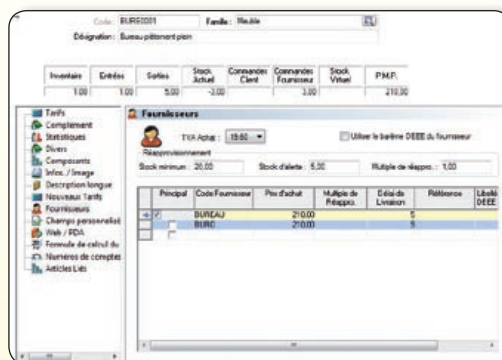 Code : BURE0001 Famille : Meuble
Désignation : Bureau piètement plein
Inventaire Entrées Sorties Stock Actuel Commandes Client Commandes Fournisseur Stock Virtuel P.M.P.
1,00 1,00 5,00 -3,00 3,00 210,00
Tarifs
Complément
Statistiques
Divers
Composants
Infos. / Image
Description longue
Nouveaux Tarifs
Fournisseurs
Champs personnalisé
Web / PDA
Formule de calcul du
Numéros de comptes
Articles Liés
Fournisseurs
TVA Achat : 19,60 Utiliser le barème DEEE du fournisseur
Réapprovisionnement
Stock minimum : 20,00 Stock d'alerte : 5,00 Multiple de réappro. : 1,00
Principal Code Fournisseur Prix d'achat Multiple de Réappro. Délai de Livraison Référence Libellé DEEE
BUREAU 210,00 5
BURO 210,00 5